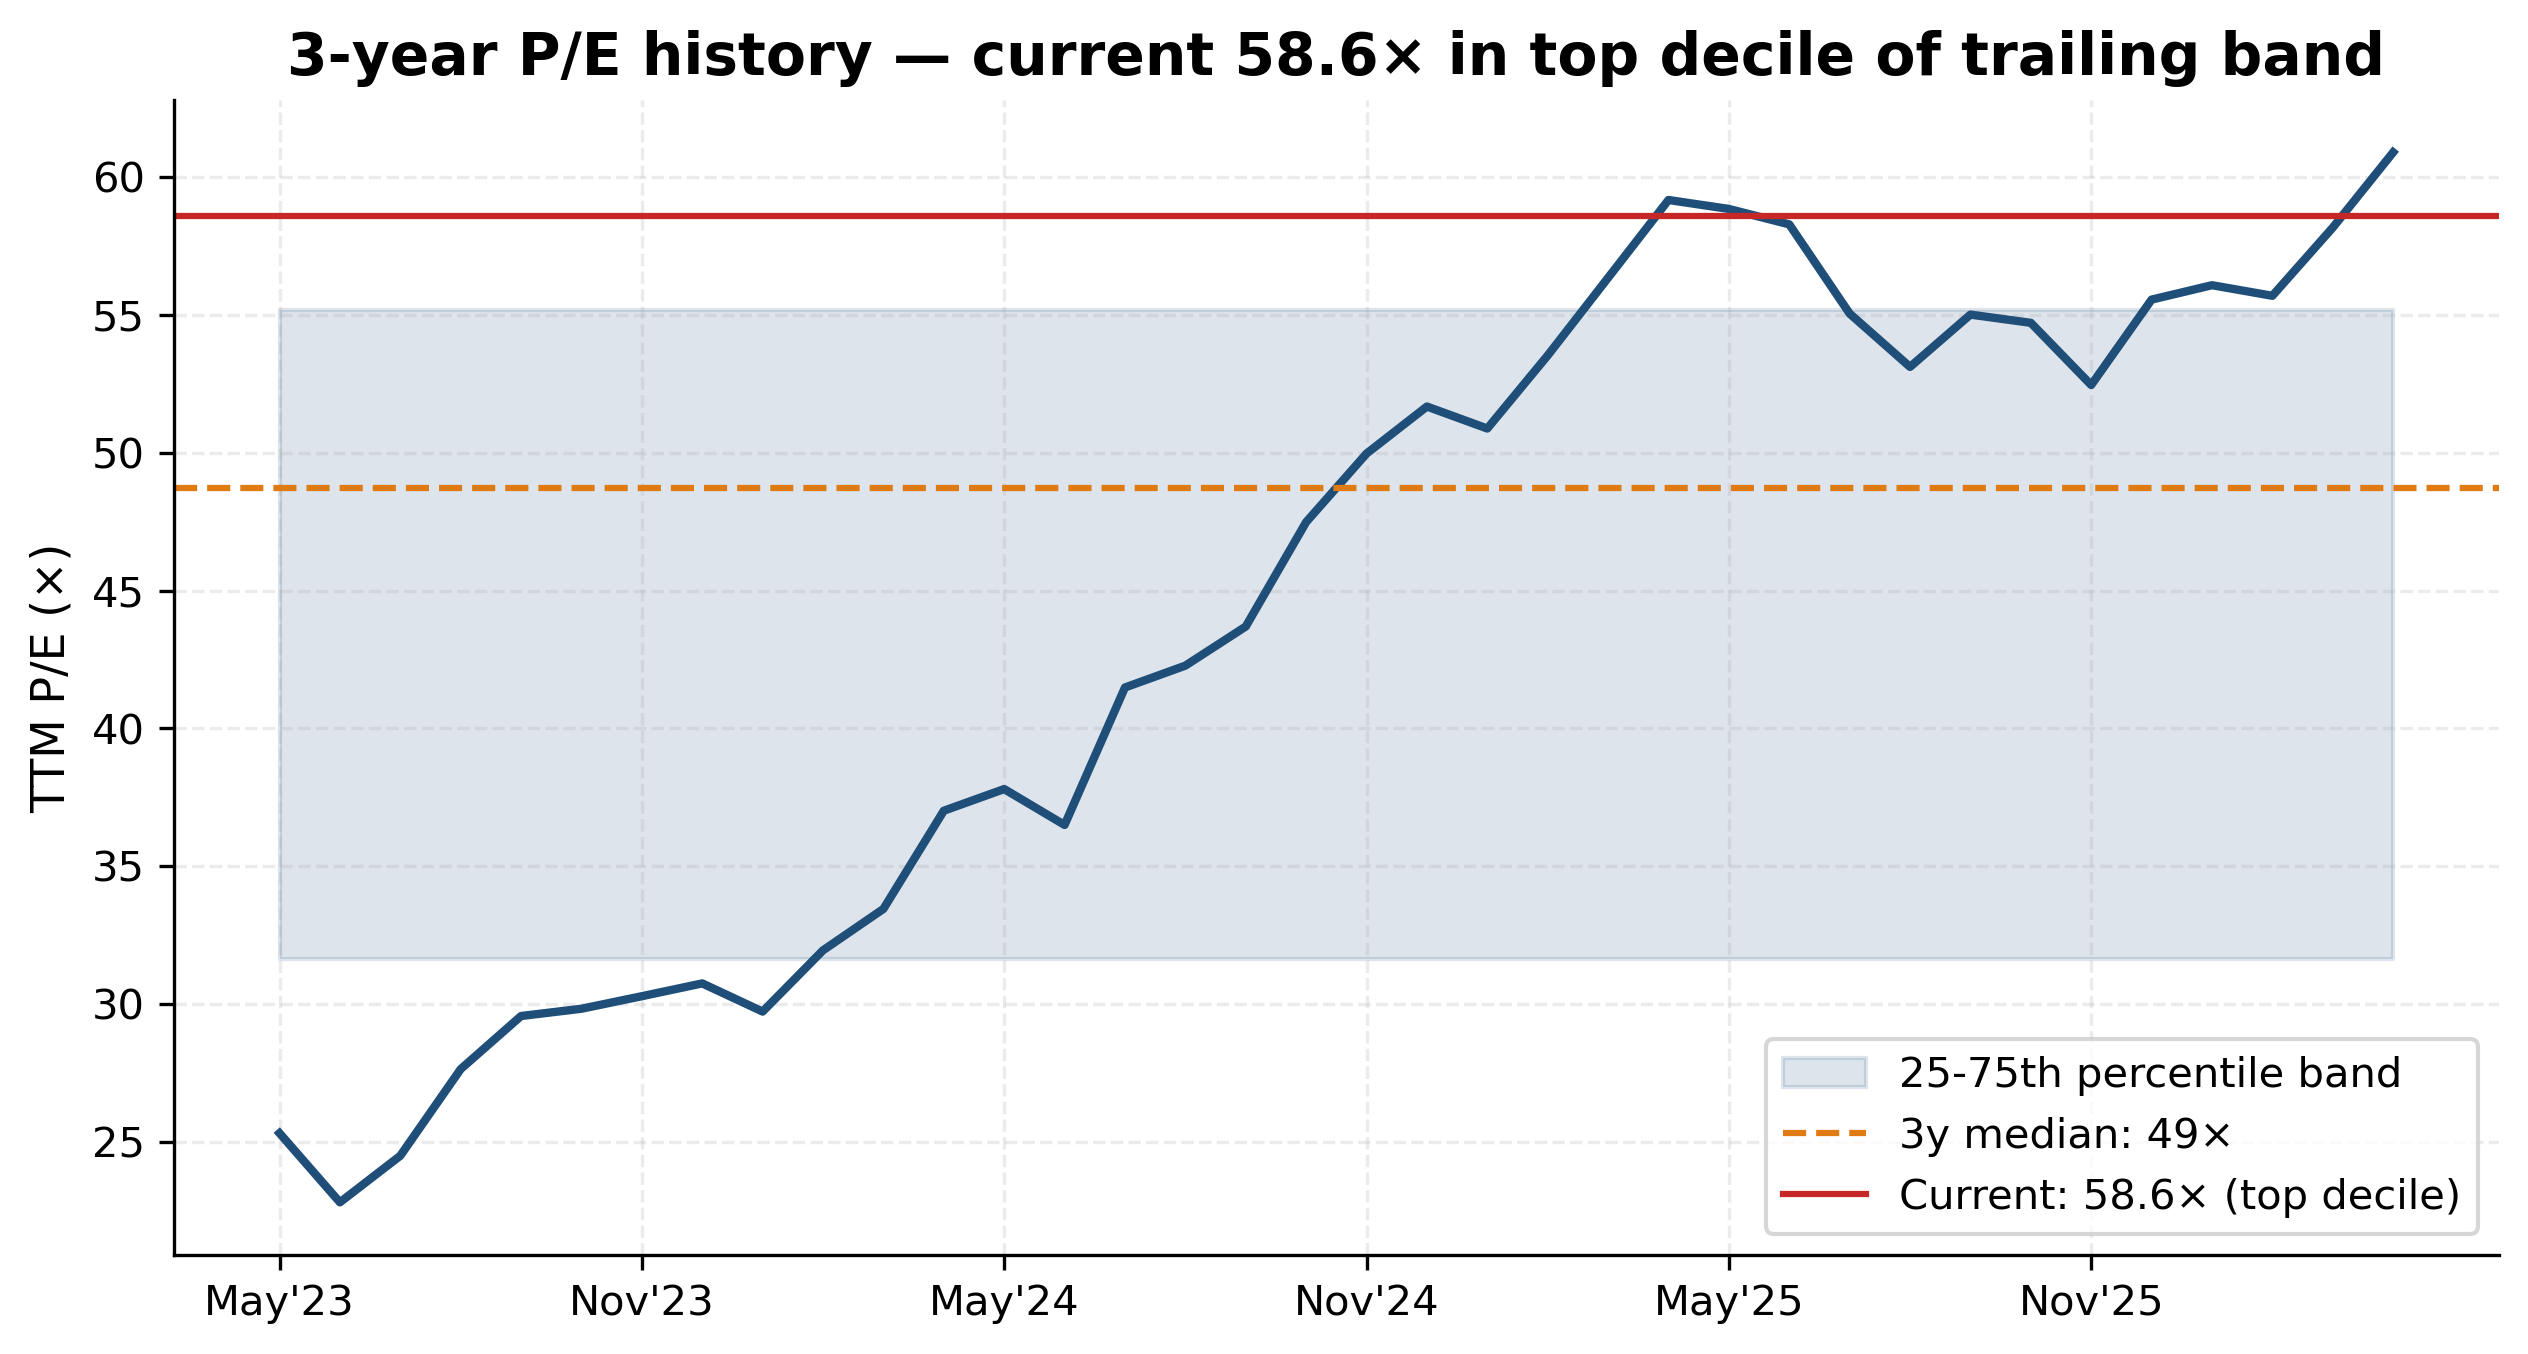 3-year P/E history — current 58.6× in top decile of trailing band
TTM P/E (×)
60
55
50
45
40
35
30
25
May'23
Nov'23
May'24
Nov'24
May'25
Nov'25
25-75th percentile band
3y median: 49×
Current: 58.6× (top decile)